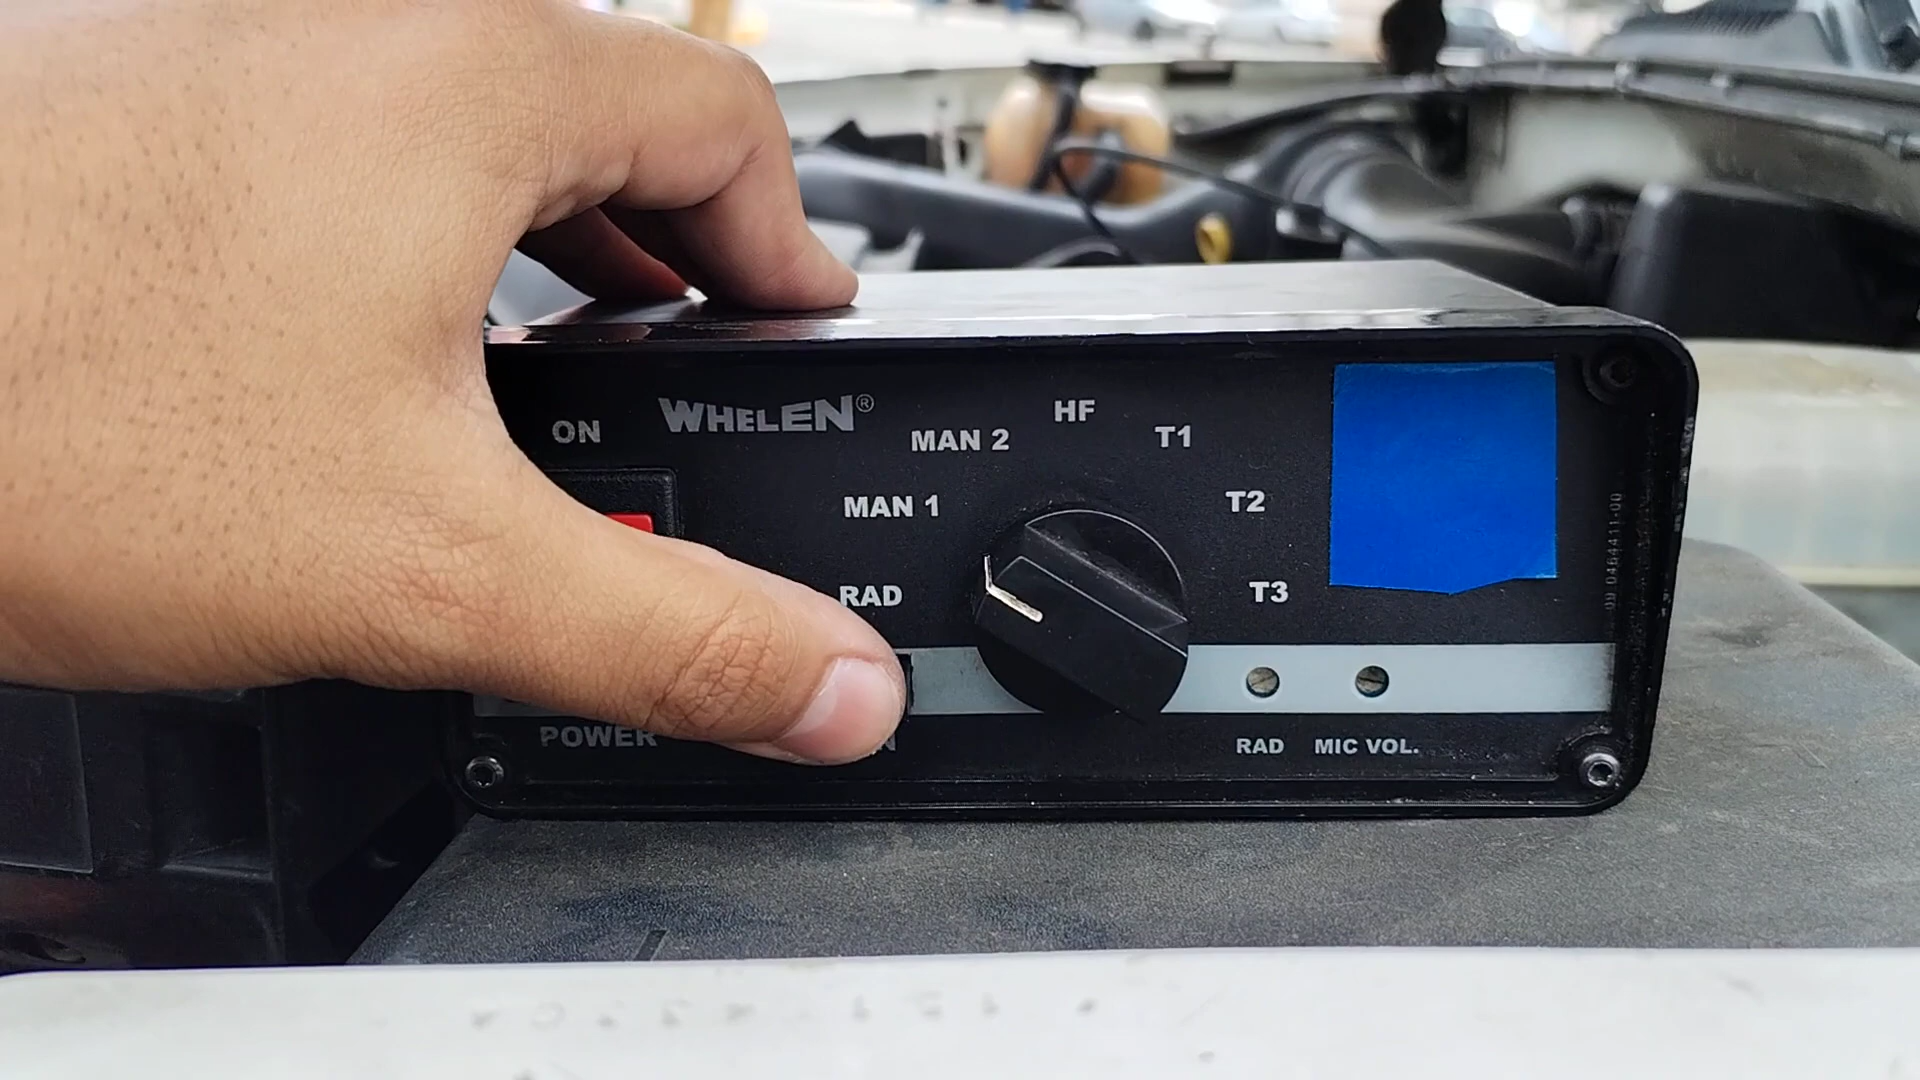 ON
WHELEN®
MAN 2
HF
T1
MAN 1
T2
RAD
T3
POWER
RAD
MIC VOL.